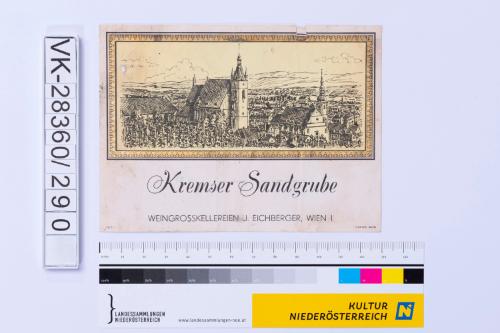 VK-28360/290
Kremser Sandgrube
WEINGROSSKELLEREIEN J. EICHBERGER, WIEN I.
LANDESSAMMLUNGEN
NIEDERÖSTERREICH
www.landessammlungen-noe.at
KULTUR
NIEDERÖSTERREICH
N